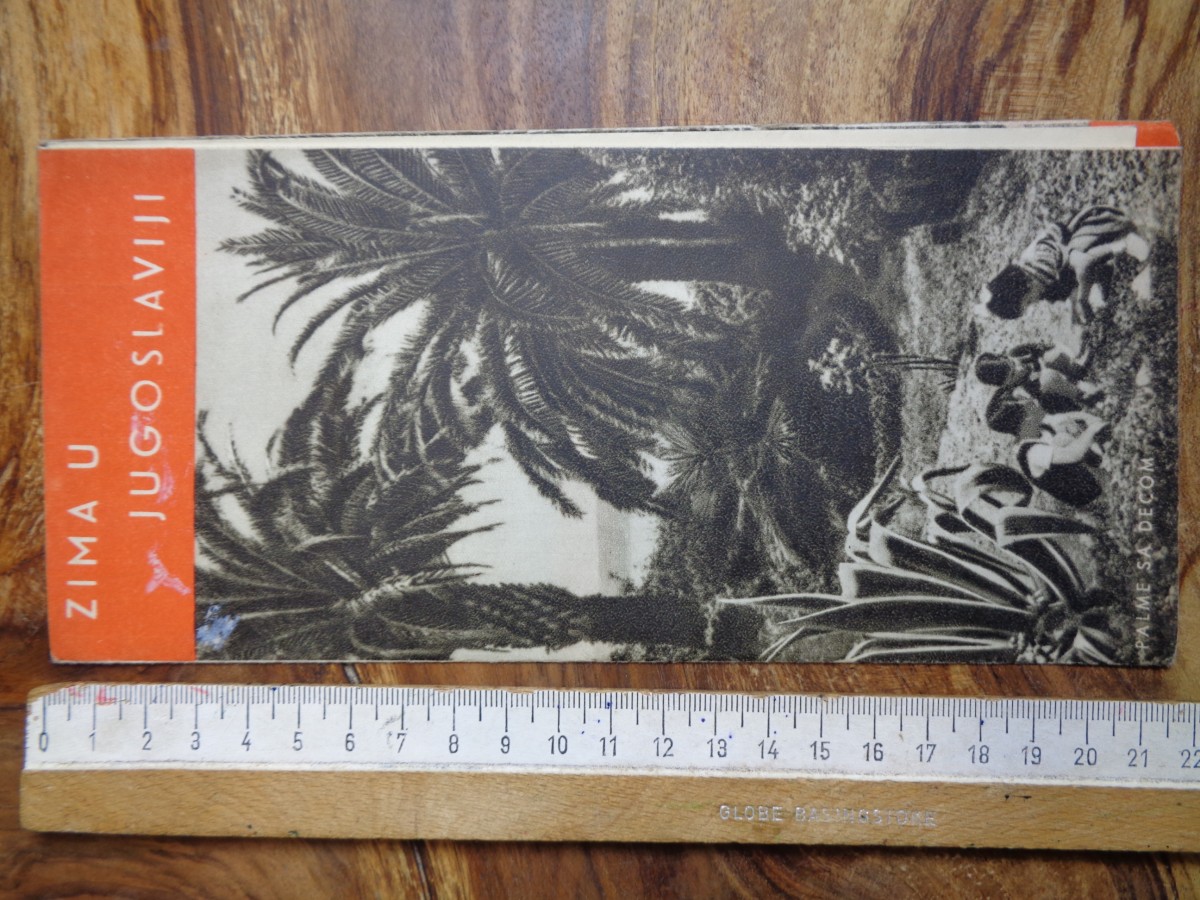 ZIMA U
JUGOSLAVIJI
PALME SA DECOM
0 1 2 3 4 5 6 7 8 9 10 11 12 13 14 15 16 17 18 19 20 21 22
GLOBE BASINGSTOKE